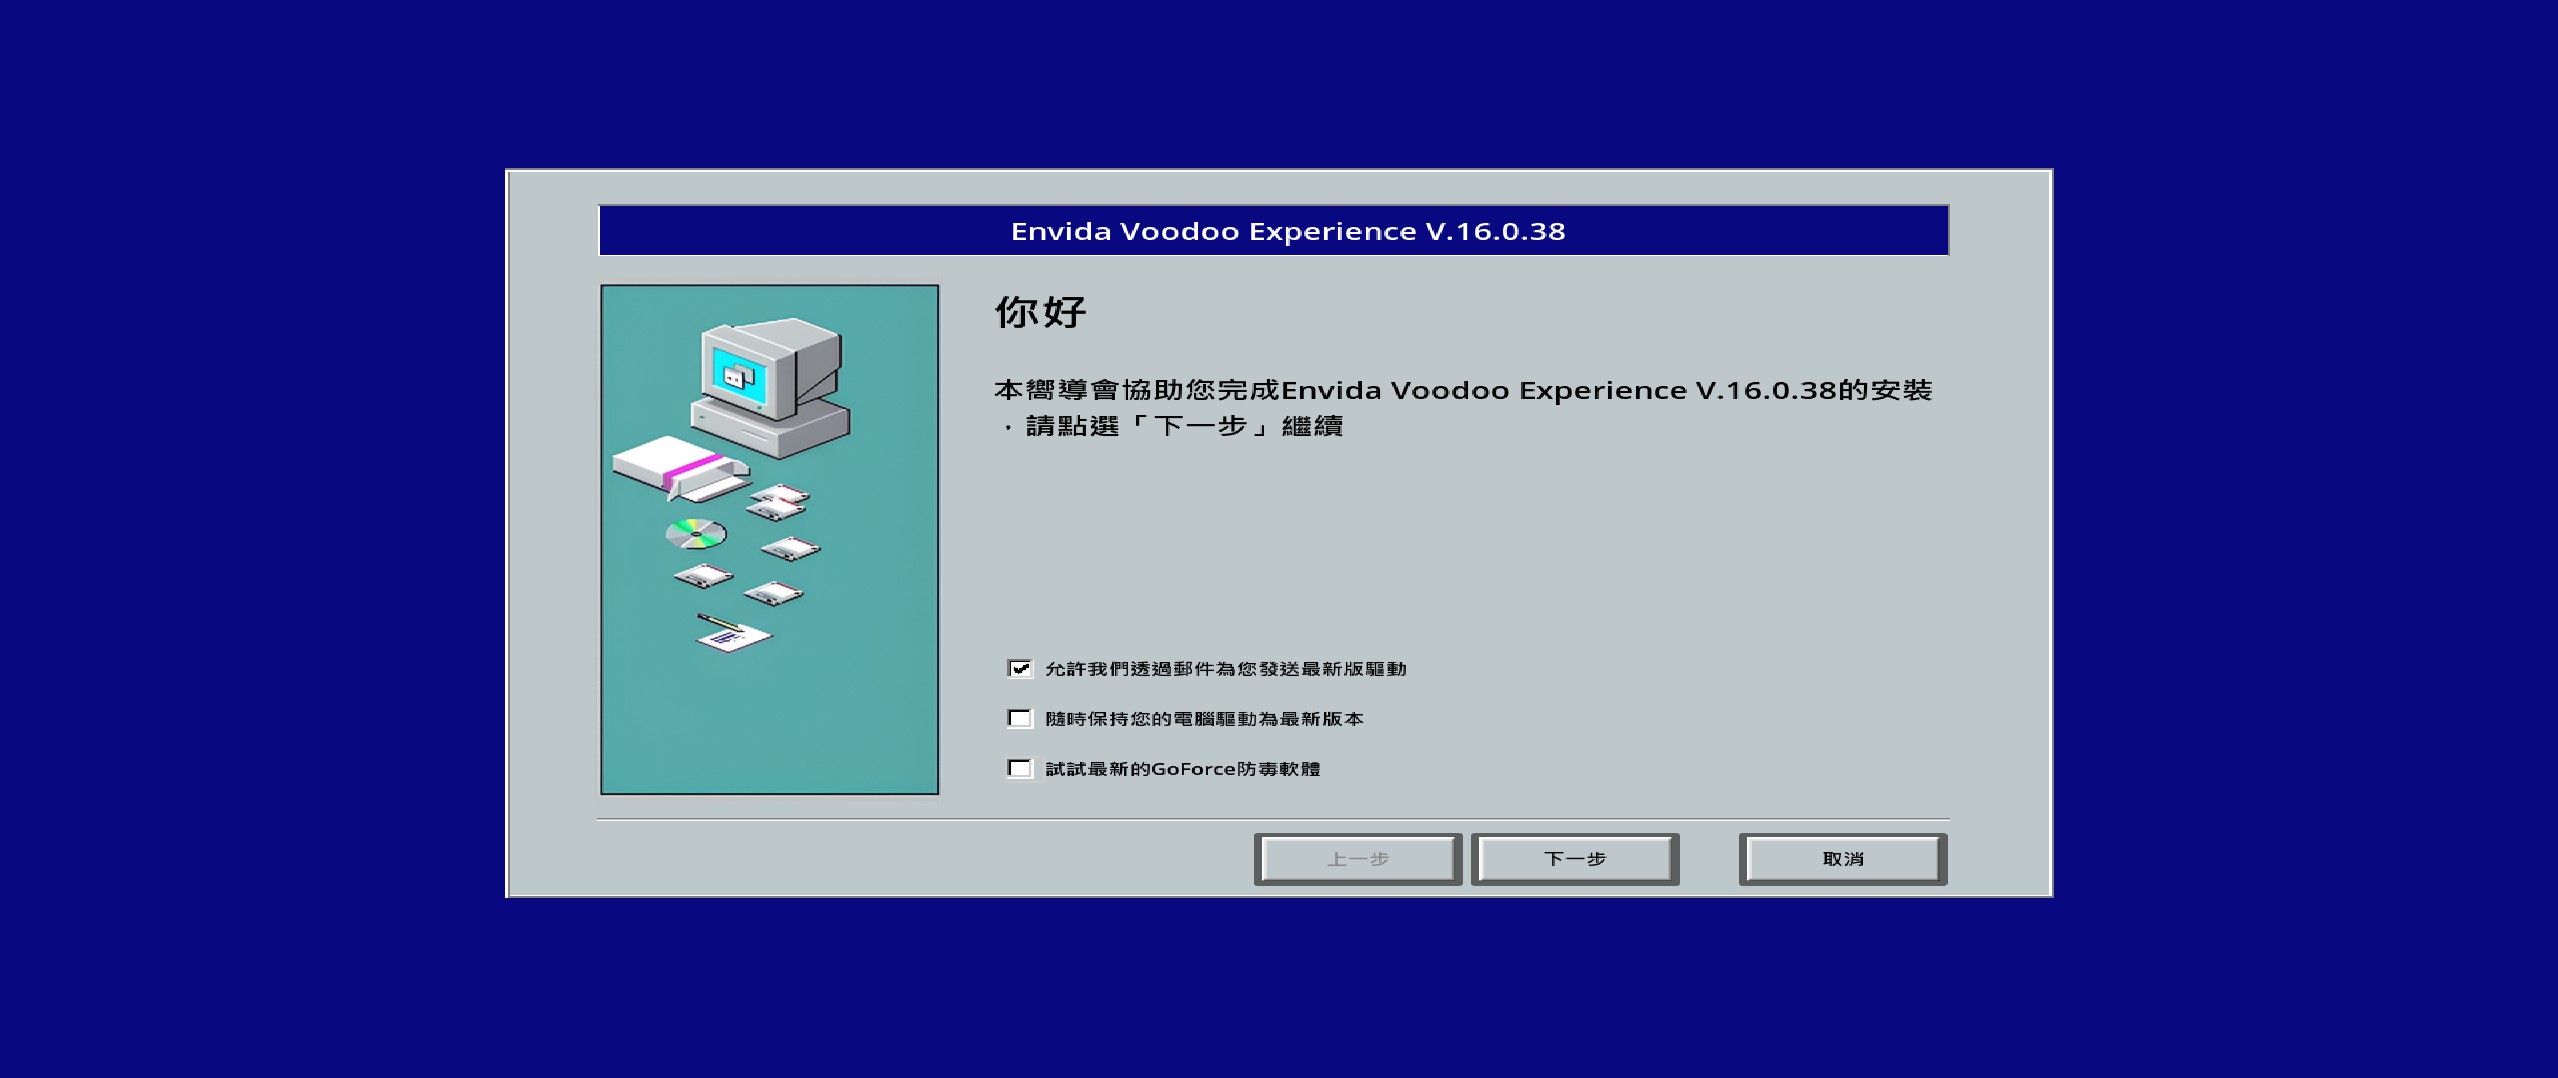 Envida Voodoo Experience V.16.0.38
你好
本嚮導會協助您完成Envida Voodoo Experience V.16.0.38的安裝
，請點選「下一步」繼續
允許我們透過郵件為您發送最新版驅動
隨時保持您的電腦驅動為最新版本
試試最新的GoForce防毒軟體
上一步
下一步
取消